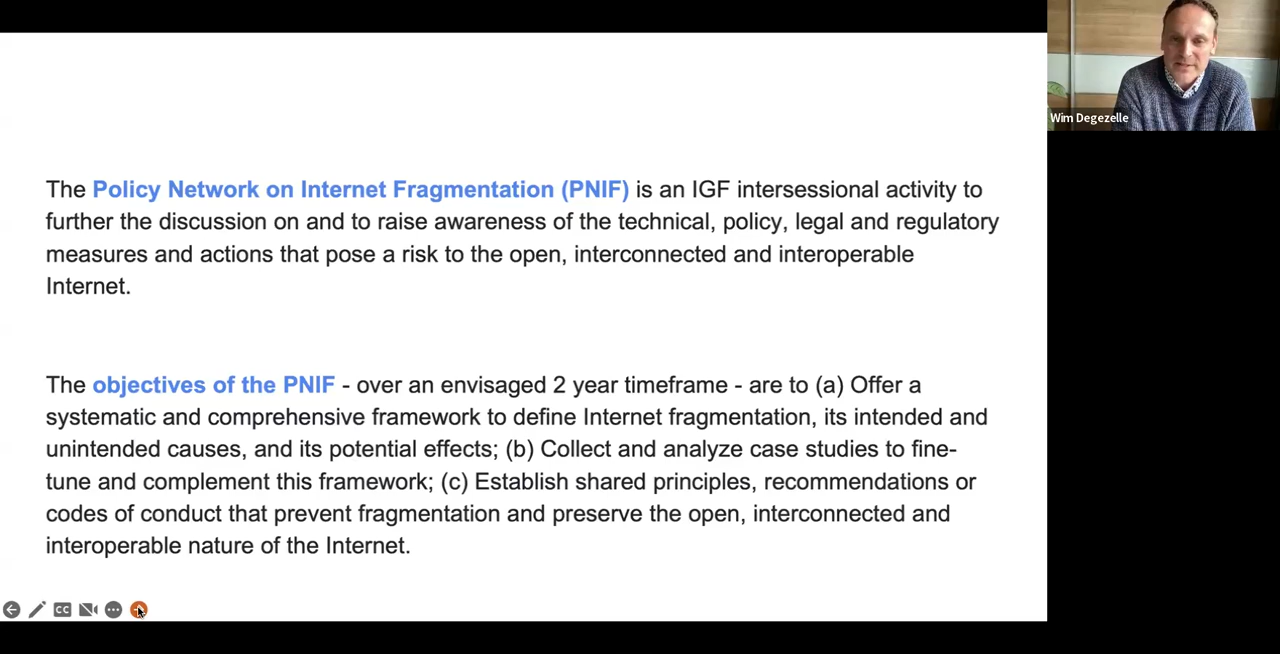 The Policy Network on Internet Fragmentation (PNIF) is an IGF intersessional activity to
further the discussion on and to raise awareness of the technical, policy, legal and regulatory
measures and actions that pose a risk to the open, interconnected and interoperable
Internet.
The objectives of the PNIF - over an envisaged 2 year timeframe - are to (a) Offer a
systematic and comprehensive framework to define Internet fragmentation, its intended and
unintended causes, and its potential effects; (b) Collect and analyze case studies to fine-
tune and complement this framework; (c) Establish shared principles, recommendations or
codes of conduct that prevent fragmentation and preserve the open, interconnected and
interoperable nature of the Internet.
CC
Wim Degezelle